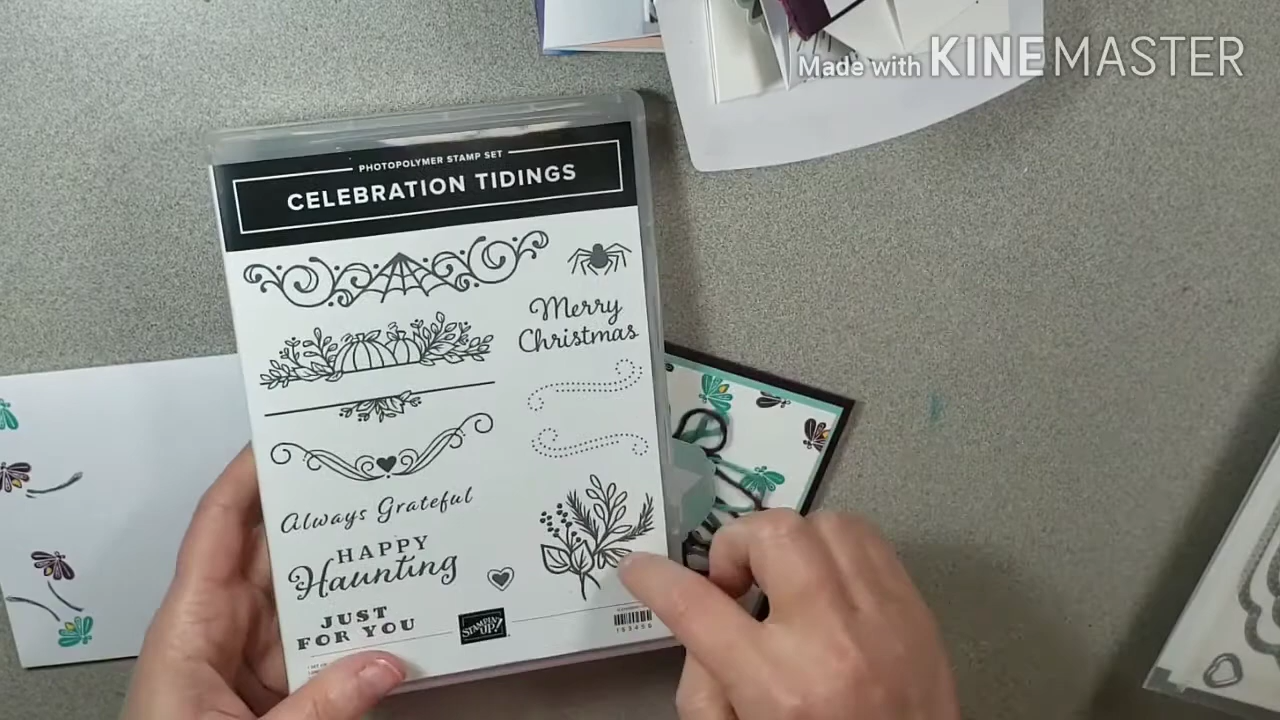 Made with KINEMASTER
PHOTOPOLYMER STAMP SET
CELEBRATION TIDINGS
Merry
Christmas
Always Grateful
HAPPY
Haunting
JUST
FOR YOU
STAMPIN'
UP!